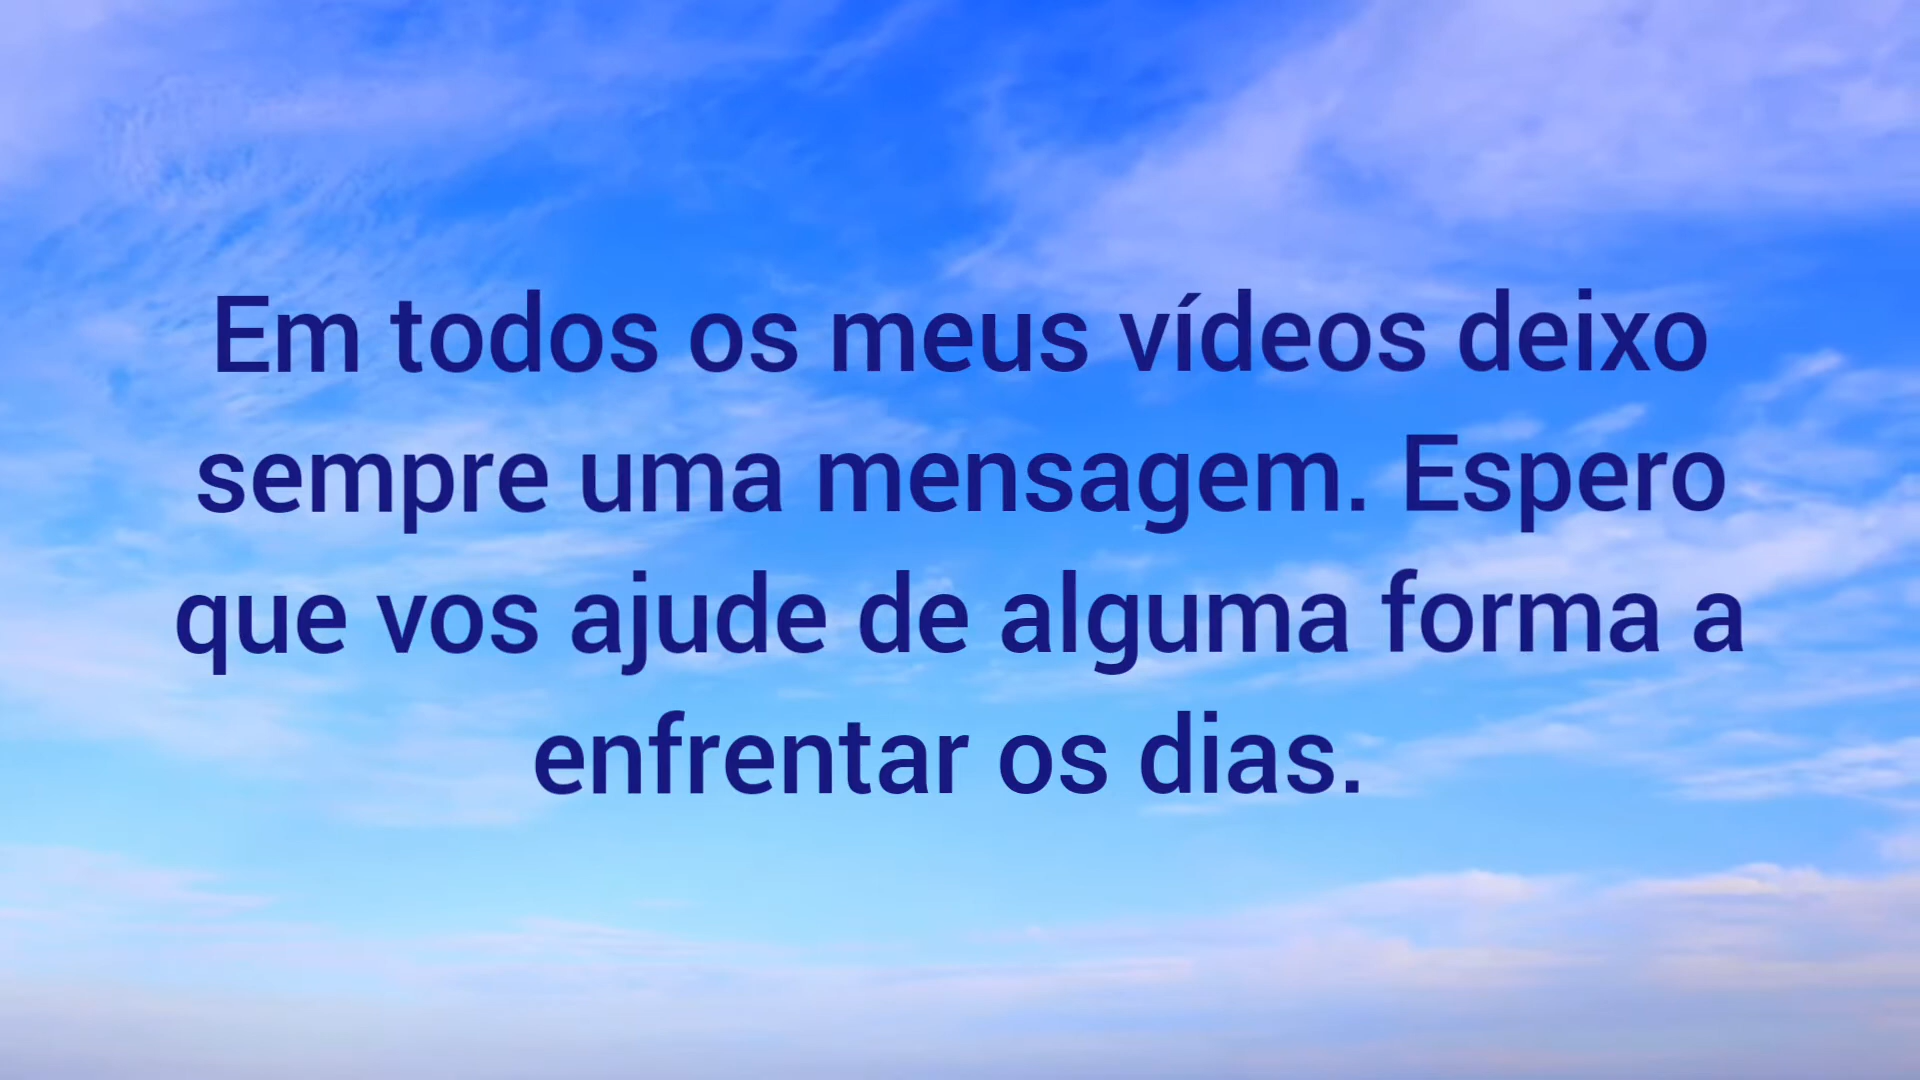 Em todos os meus vídeos deixo
sempre uma mensagem. Espero
que vos ajude de alguma forma a
enfrentar os dias.